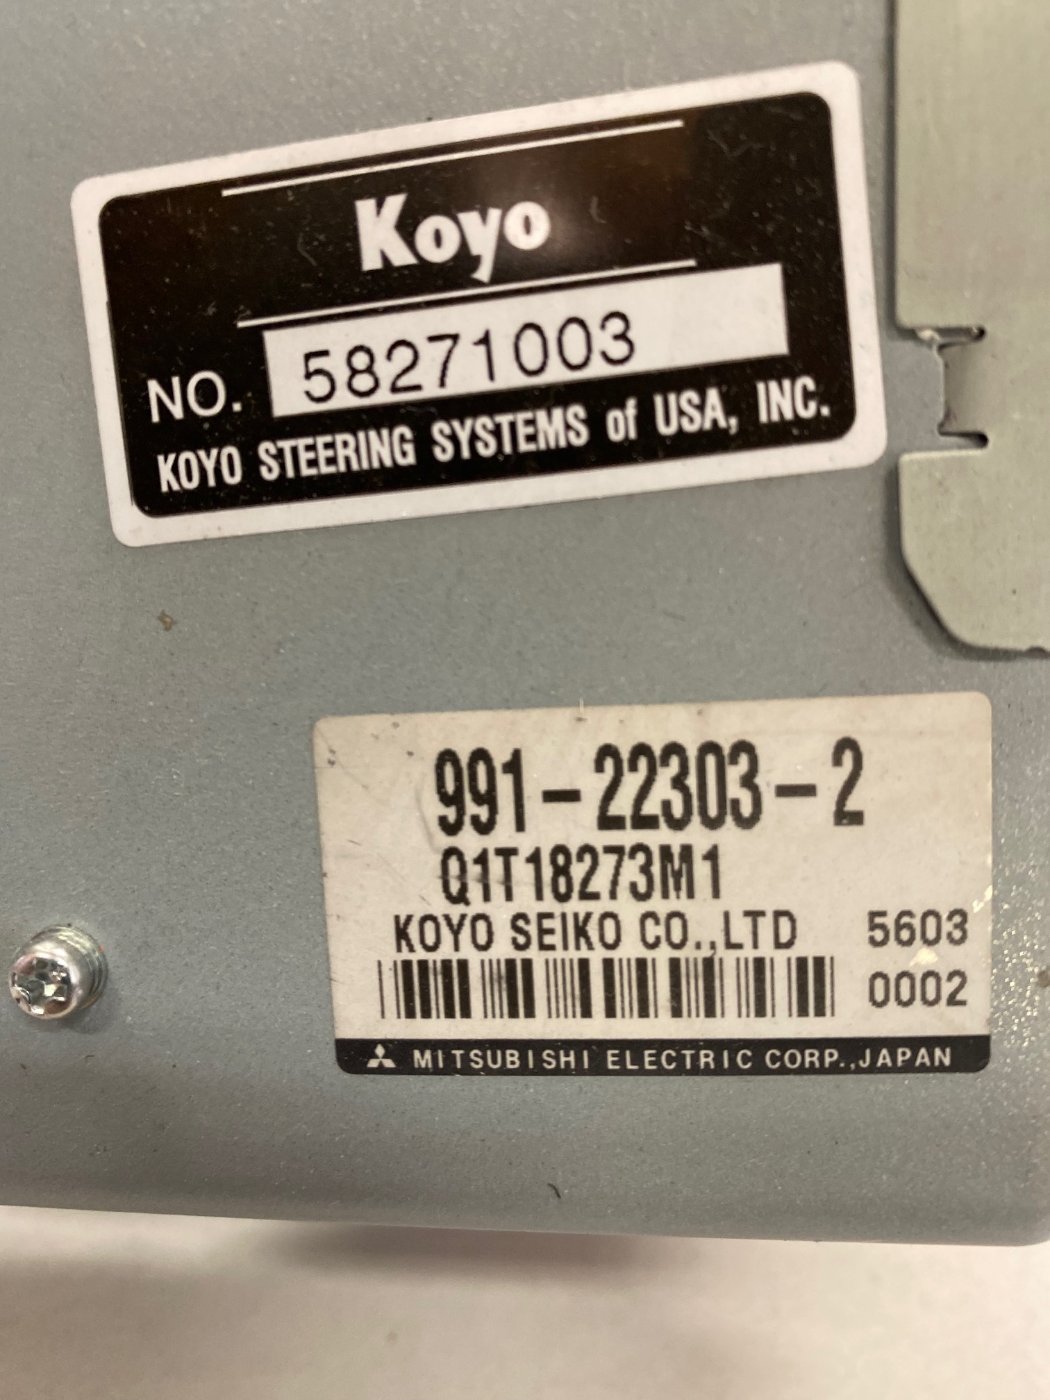 Koyo
NO. 58271003
KOYO STEERING SYSTEMS of USA, INC.
991-22303-2
Q1T18273M1
KOYO SEIKO CO.,LTD 5603
0002
MITSUBISHI ELECTRIC CORP.,JAPAN